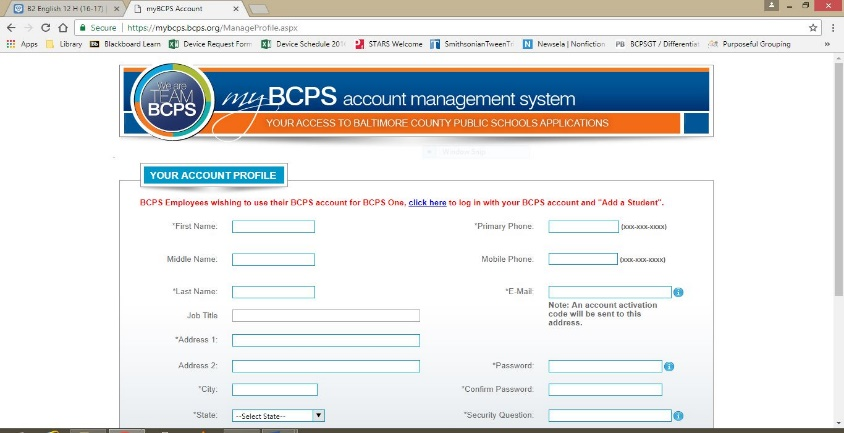 B2 English 12 H (16-17) |
myBCPS Account
Secure | https://mybcps.bcps.org/ManageProfile.aspx
Apps Library Blackboard Learn Device Request Form Device Schedule 201 STARS Welcome SmithsonianTweenTri Newsela | Nonfiction BCPSGT / Differential Purposeful Grouping »
We are
TEAM
BCPS
myBCPS account management system
YOUR ACCESS TO BALTIMORE COUNTY PUBLIC SCHOOLS APPLICATIONS
YOUR ACCOUNT PROFILE
BCPS Employees wishing to use their BCPS account for BCPS One, click here to log in with your BCPS account and "Add a Student".
*First Name:
*Primary Phone:
(xxx-xxx-xxxx)
Middle Name:
Mobile Phone:
(xxx-xxx-xxxx)
*Last Name:
*E-Mail:
Note: An account activation
code will be sent to this
address.
Job Title
*Address 1:
Address 2:
*Password:
*City:
*Confirm Password:
*State:
--Select State--
*Security Question: